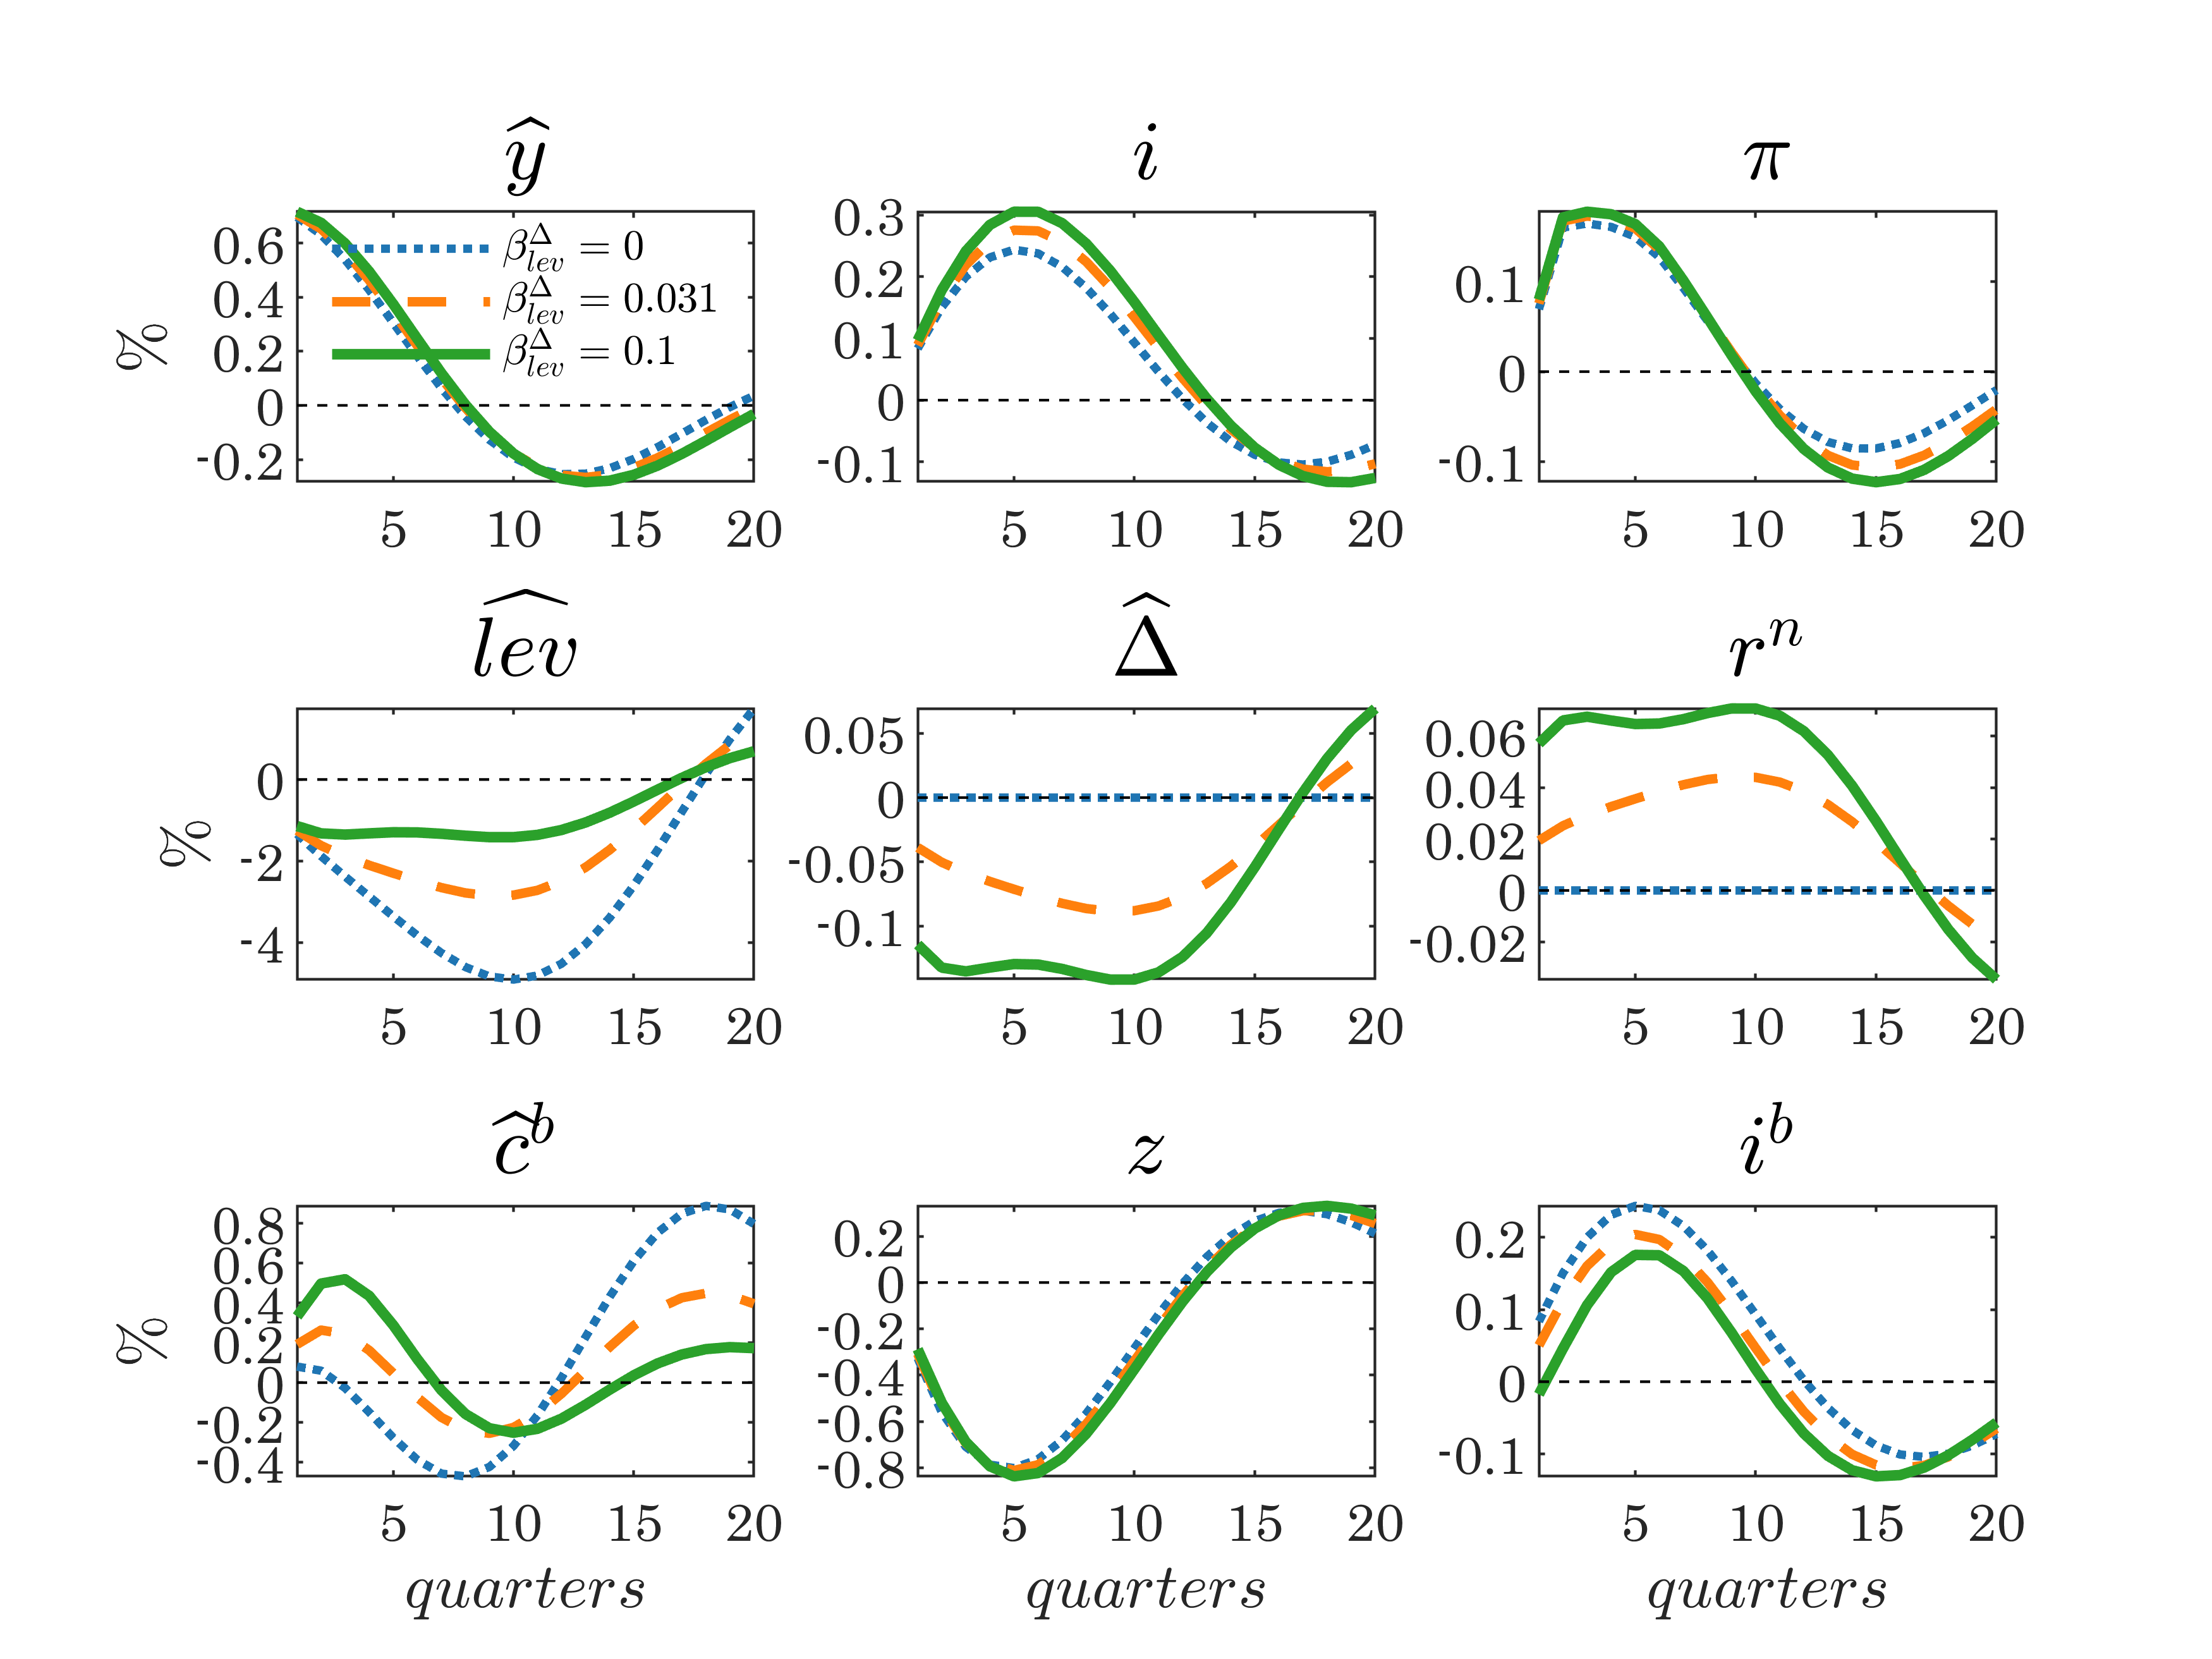 ŷ i π
% 0.6 0.4 0.2 0 -0.2
β^Δ_lev = 0
β^Δ_lev = 0.031
β^Δ_lev = 0.1
0.3 0.2 0.1 0 -0.1
0.1 0 -0.1
5 10 15 20 5 10 15 20 5 10 15 20
l̂ev Δ̂ r^n
% 0 -2 -4
0.05 0 -0.05 -0.1
0.06 0.04 0.02 0 -0.02
5 10 15 20 5 10 15 20 5 10 15 20
ĉ^b z i^b
% 0.8 0.6 0.4 0.2 0 -0.2 -0.4
0.2 0 -0.2 -0.4 -0.6 -0.8
0.2 0.1 0 -0.1
5 10 15 20 5 10 15 20 5 10 15 20
quarters quarters quarters